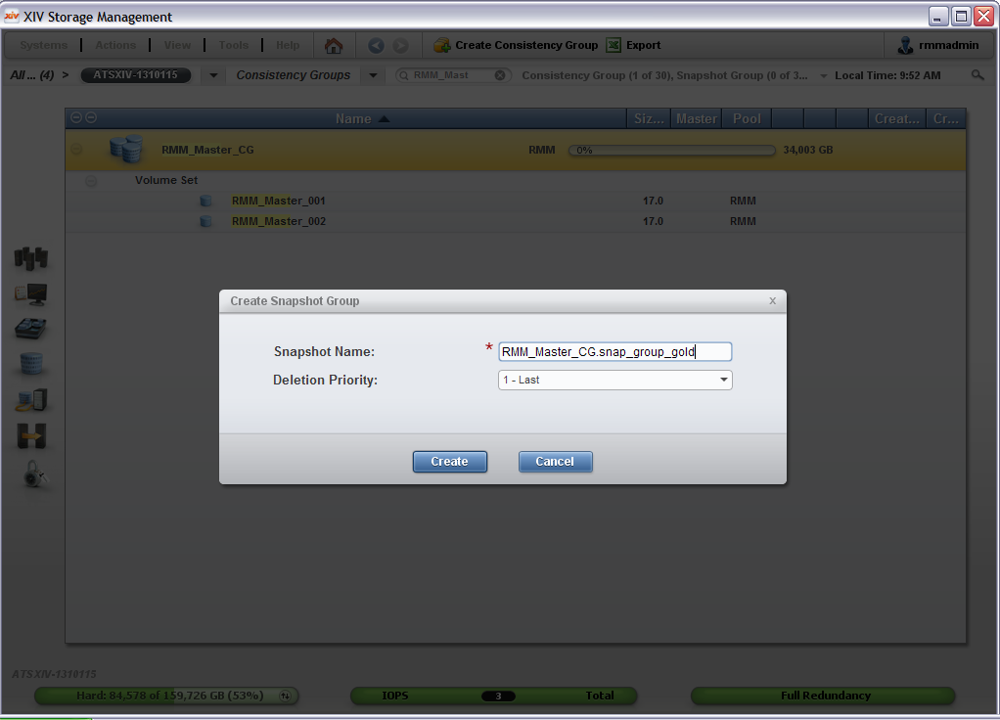 XIV XIV Storage Management
Systems Actions View Tools Help Create Consistency Group Export rmmadmin
All ... (4) > ATSXIV-1310115 Consistency Groups RMM_Mast Consistency Group (1 of 30), Snapshot Group (0 of 3... Local Time: 9:52 AM
Name Siz... Master Pool Creat... Cr...
RMM_Master_CG RMM 0% 34,003 GB
Volume Set
RMM_Master_001 17.0 RMM
RMM_Master_002 17.0 RMM
Create Snapshot Group x
Snapshot Name: * RMM_Master_CG.snap_group_gold
Deletion Priority: 1 - Last
Create Cancel
ATSXIV-1310115
Hard: 84,578 of 159,726 GB (53%) IOPS 3 Total Full Redundancy